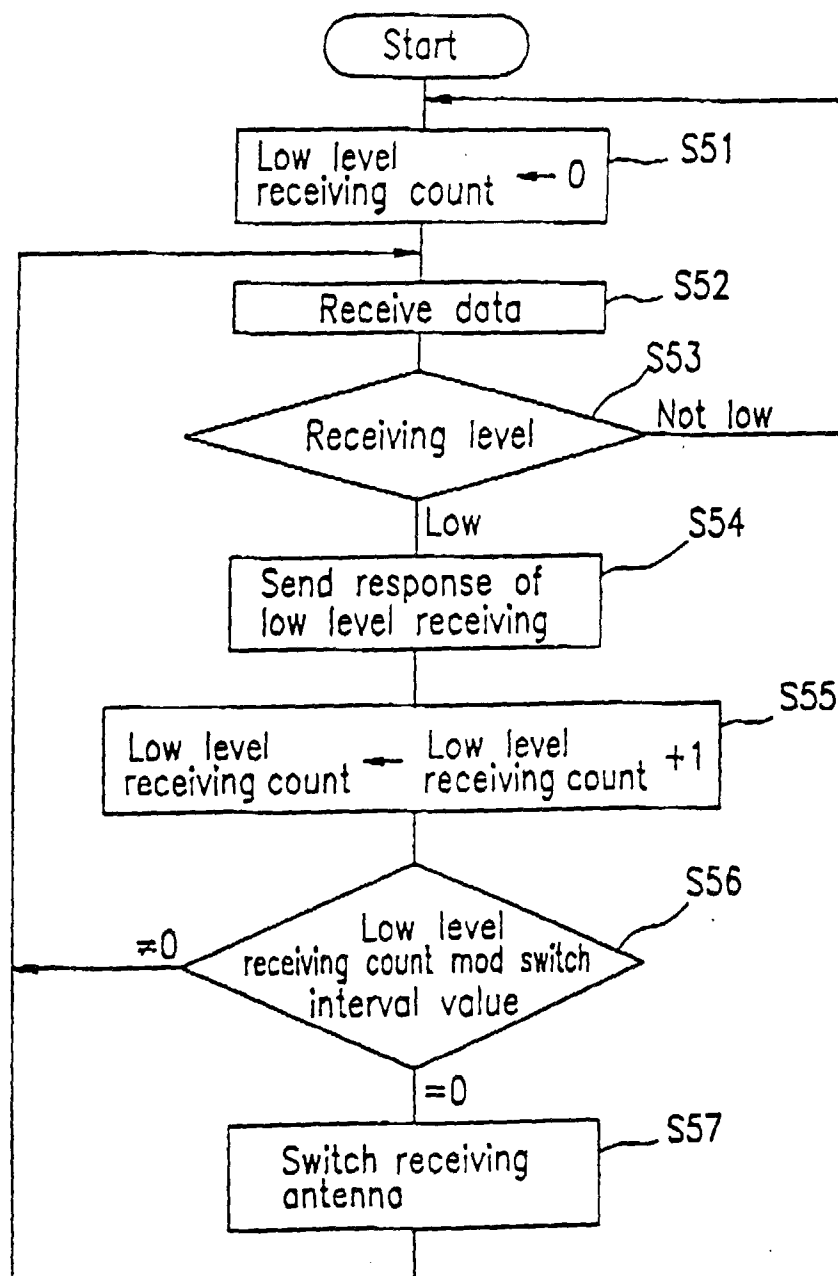 Start
Low level
receiving count ← 0
S51
Receive data
S52
S53
Receiving level
Not low
Low
S54
Send response of
low level receiving
S55
Low level
receiving count
←
Low level
receiving count
+1
S56
Low level
receiving count mod switch
interval value
≠0
=0
S57
Switch receiving
antenna